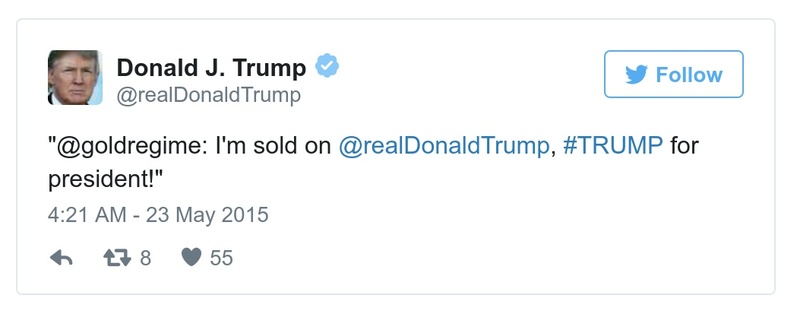 Donald J. Trump
@realDonaldTrump
Follow
"@goldregime: I'm sold on @realDonaldTrump, #TRUMP for
president!"
4:21 AM - 23 May 2015
8 55